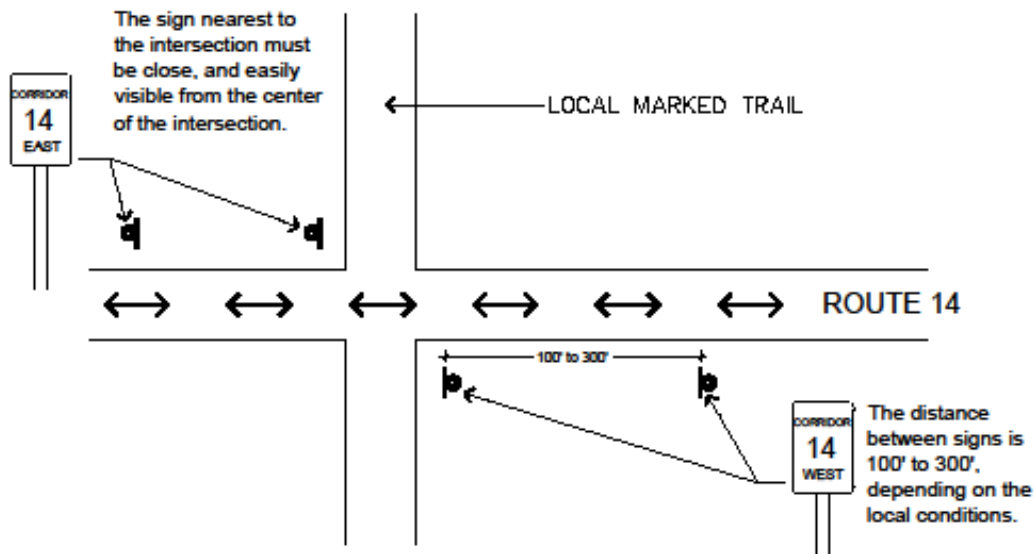 The sign nearest to
the intersection must
be close, and easily
visible from the center
of the intersection.
CORRIDOR
14
EAST
LOCAL MARKED TRAIL
ROUTE 14
100' to 300'
CORRIDOR
14
WEST
The distance
between signs is
100' to 300',
depending on the
local conditions.